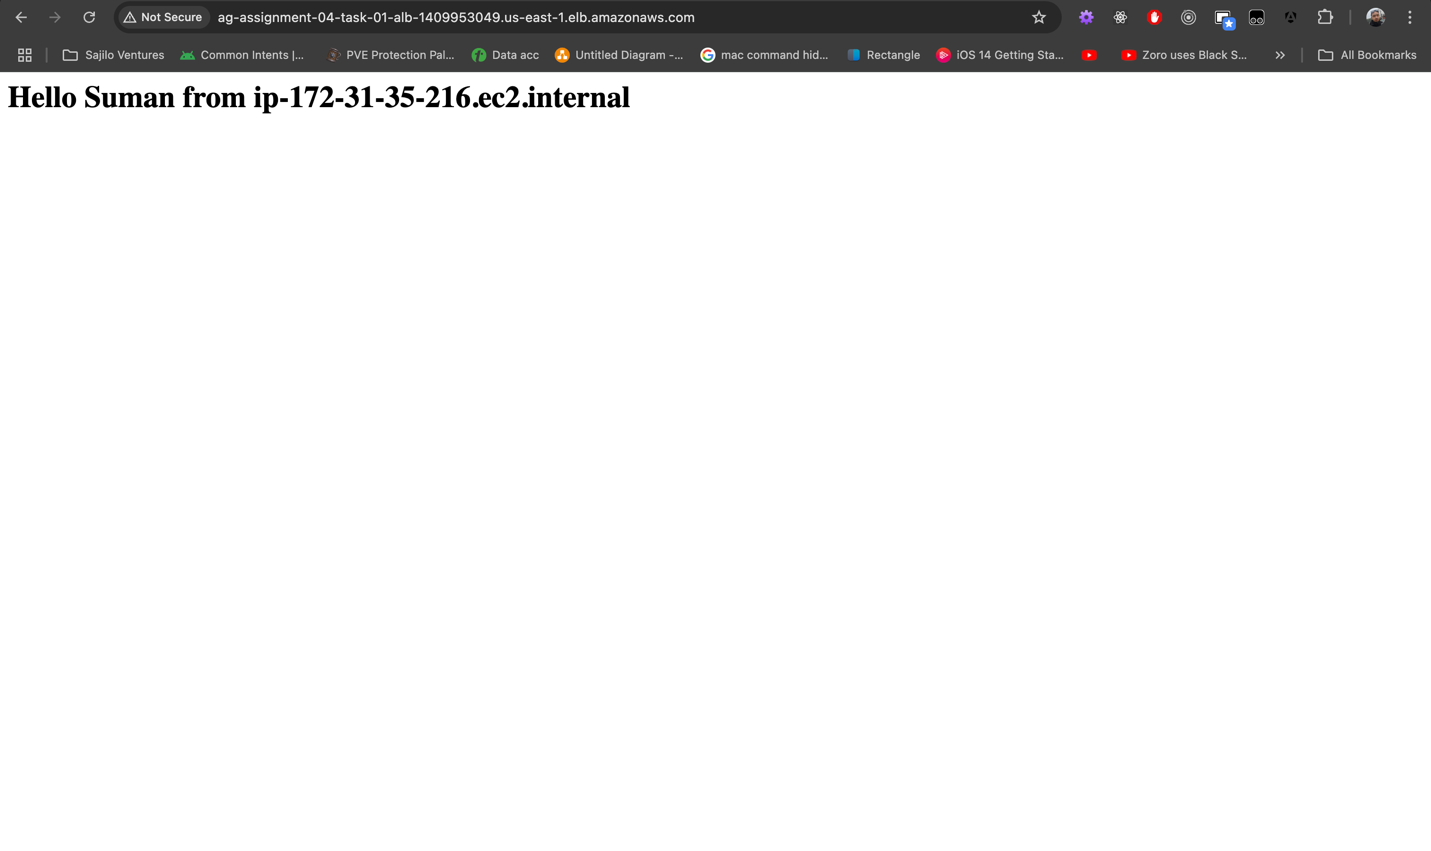 Not Secure ag-assignment-04-task-01-alb-1409953049.us-east-1.elb.amazonaws.com
Sajilo Ventures Common Intents |... PVE Protection Pal... Data acc Untitled Diagram -... mac command hid... Rectangle iOS 14 Getting Sta... Zoro uses Black S... All Bookmarks
Hello Suman from ip-172-31-35-216.ec2.internal